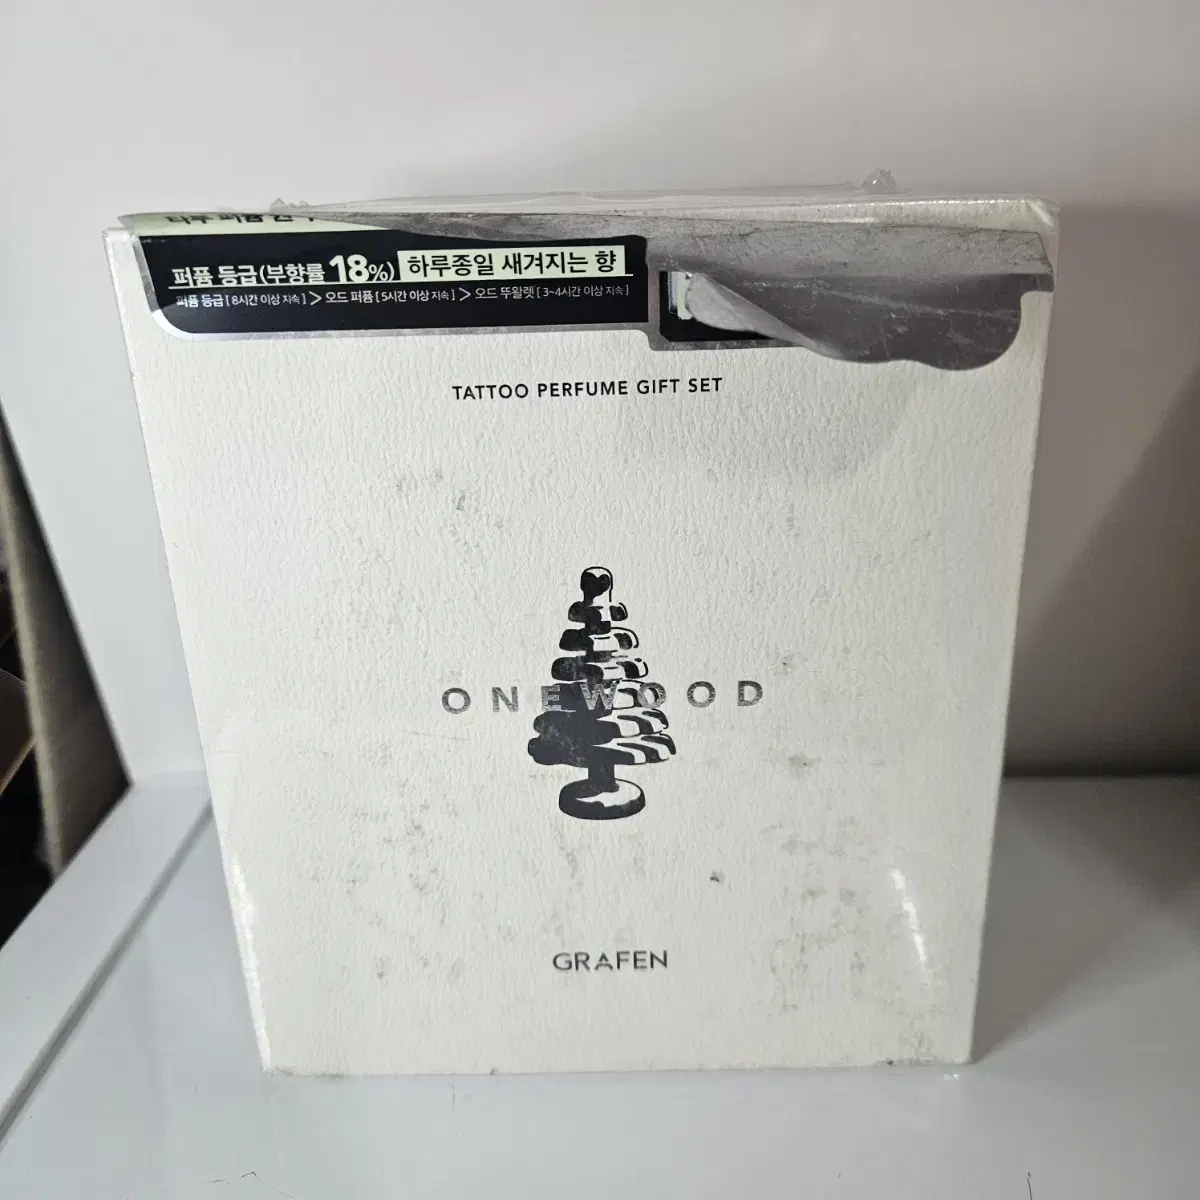 퍼퓸 등급(부향률 18%) 하루종일 새겨지는 향
퍼퓸 등급 [ 8시간 이상 지속 ] > 오드 퍼퓸 [ 5시간 이상 지속 ] > 오드 뚜왈렛 [ 3~4시간 이상 지속 ]
TATTOO PERFUME GIFT SET
ONEWOOD
GRAFEN